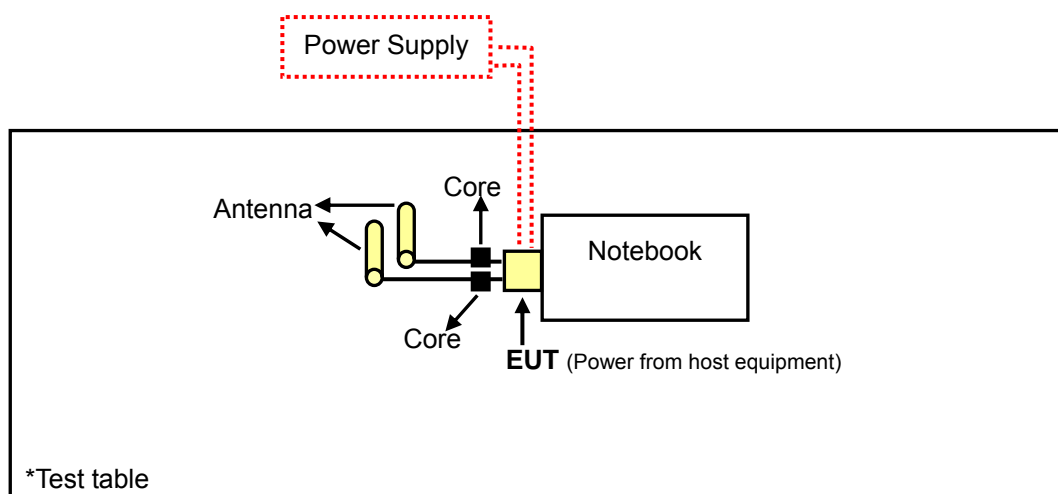 Power Supply
Core
Antenna
Notebook
Core
EUT (Power from host equipment)
*Test table